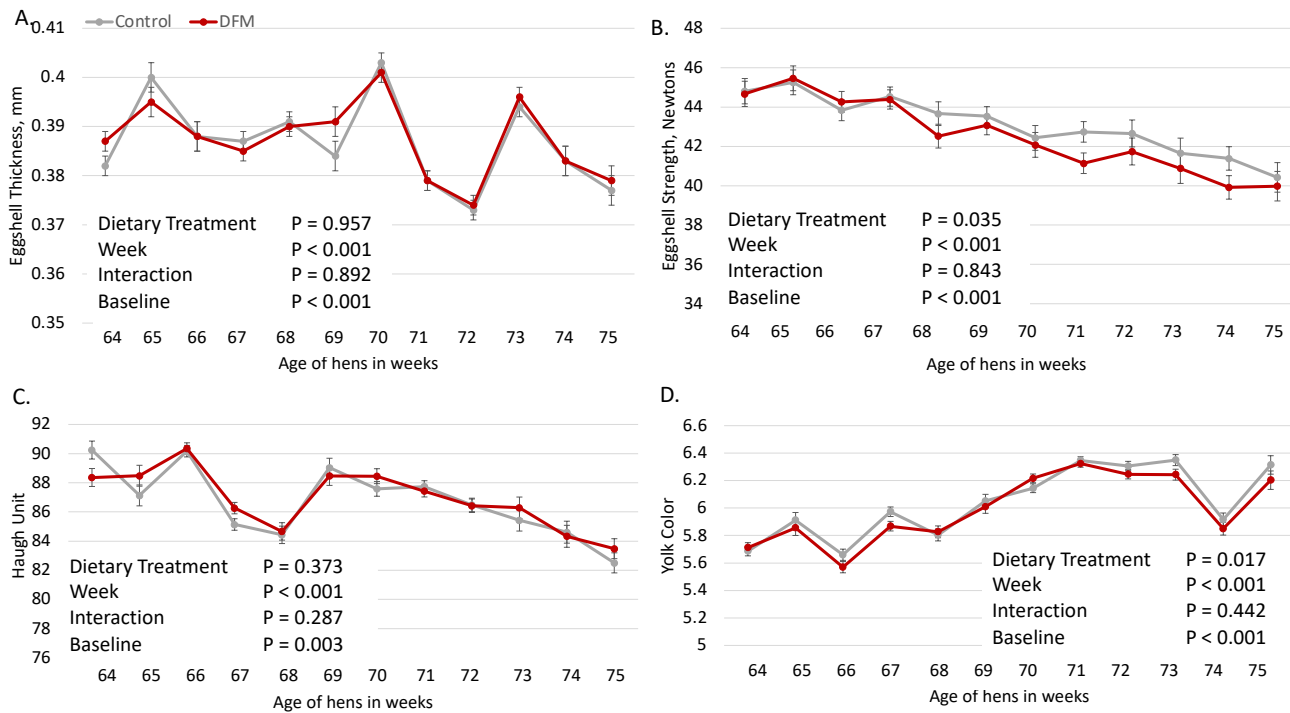 A.
Control DFM
0.41
0.4
0.39
0.38
0.37
0.36
0.35
Eggshell Thickness, mm
Dietary Treatment P = 0.957
Week P < 0.001
Interaction P = 0.892
Baseline P < 0.001
64 65 66 67 68 69 70 71 72 73 74 75
Age of hens in weeks
B.
48
46
44
42
40
38
36
34
Eggshell Strength, Newtons
Dietary Treatment P = 0.035
Week P < 0.001
Interaction P = 0.843
Baseline P < 0.001
64 65 66 67 68 69 70 71 72 73 74 75
Age of hens in weeks
C.
92
90
88
86
84
82
80
78
76
Haugh Unit
Dietary Treatment P = 0.373
Week P < 0.001
Interaction P = 0.287
Baseline P = 0.003
64 65 66 67 68 69 70 71 72 73 74 75
Age of hens in weeks
D.
6.6
6.4
6.2
6
5.8
5.6
5.4
5.2
5
Yolk Color
Dietary Treatment P = 0.017
Week P < 0.001
Interaction P = 0.442
Baseline P < 0.001
64 65 66 67 68 69 70 71 72 73 74 75
Age of hens in weeks